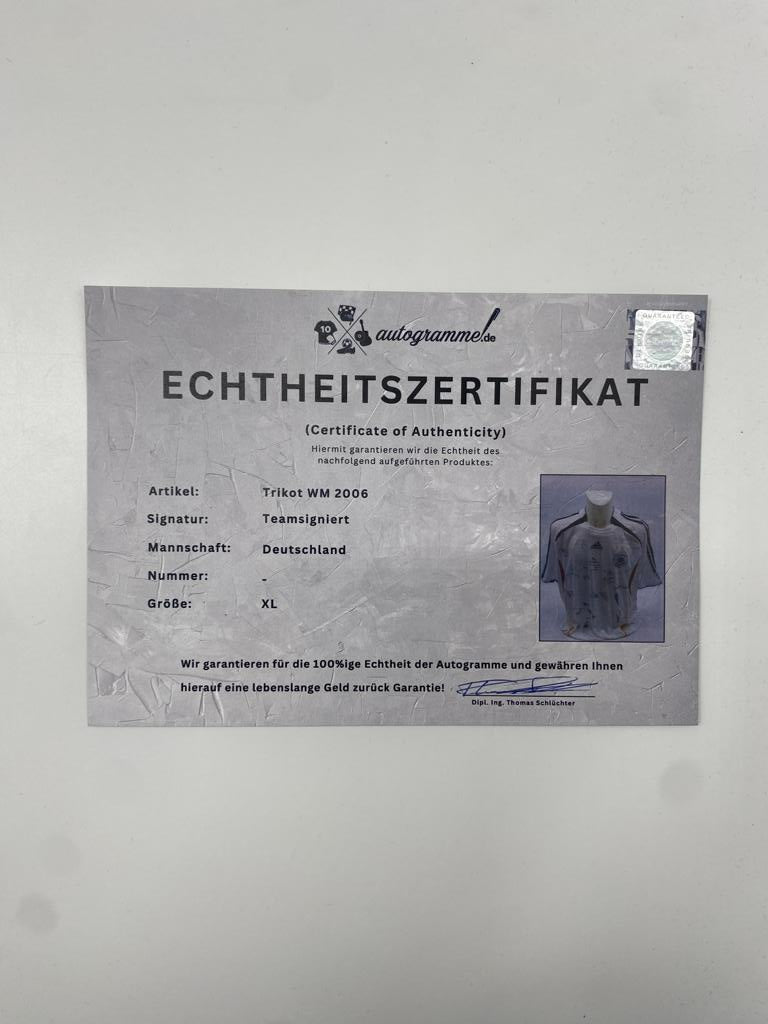 10
autogramme!.de
GUARANTEED
ECHTHEITSZERTIFIKAT
(Certificate of Authenticity)
Hiermit garantieren wir die Echtheit des
nachfolgend aufgeführten Produktes:
Artikel: Trikot WM 2006
Signatur: Teamsigniert
Mannschaft: Deutschland
Nummer: -
Größe: XL
Wir garantieren für die 100%ige Echtheit der Autogramme und gewähren Ihnen
hierauf eine lebenslange Geld zurück Garantie!
Dipl. Ing. Thomas Schlüchter